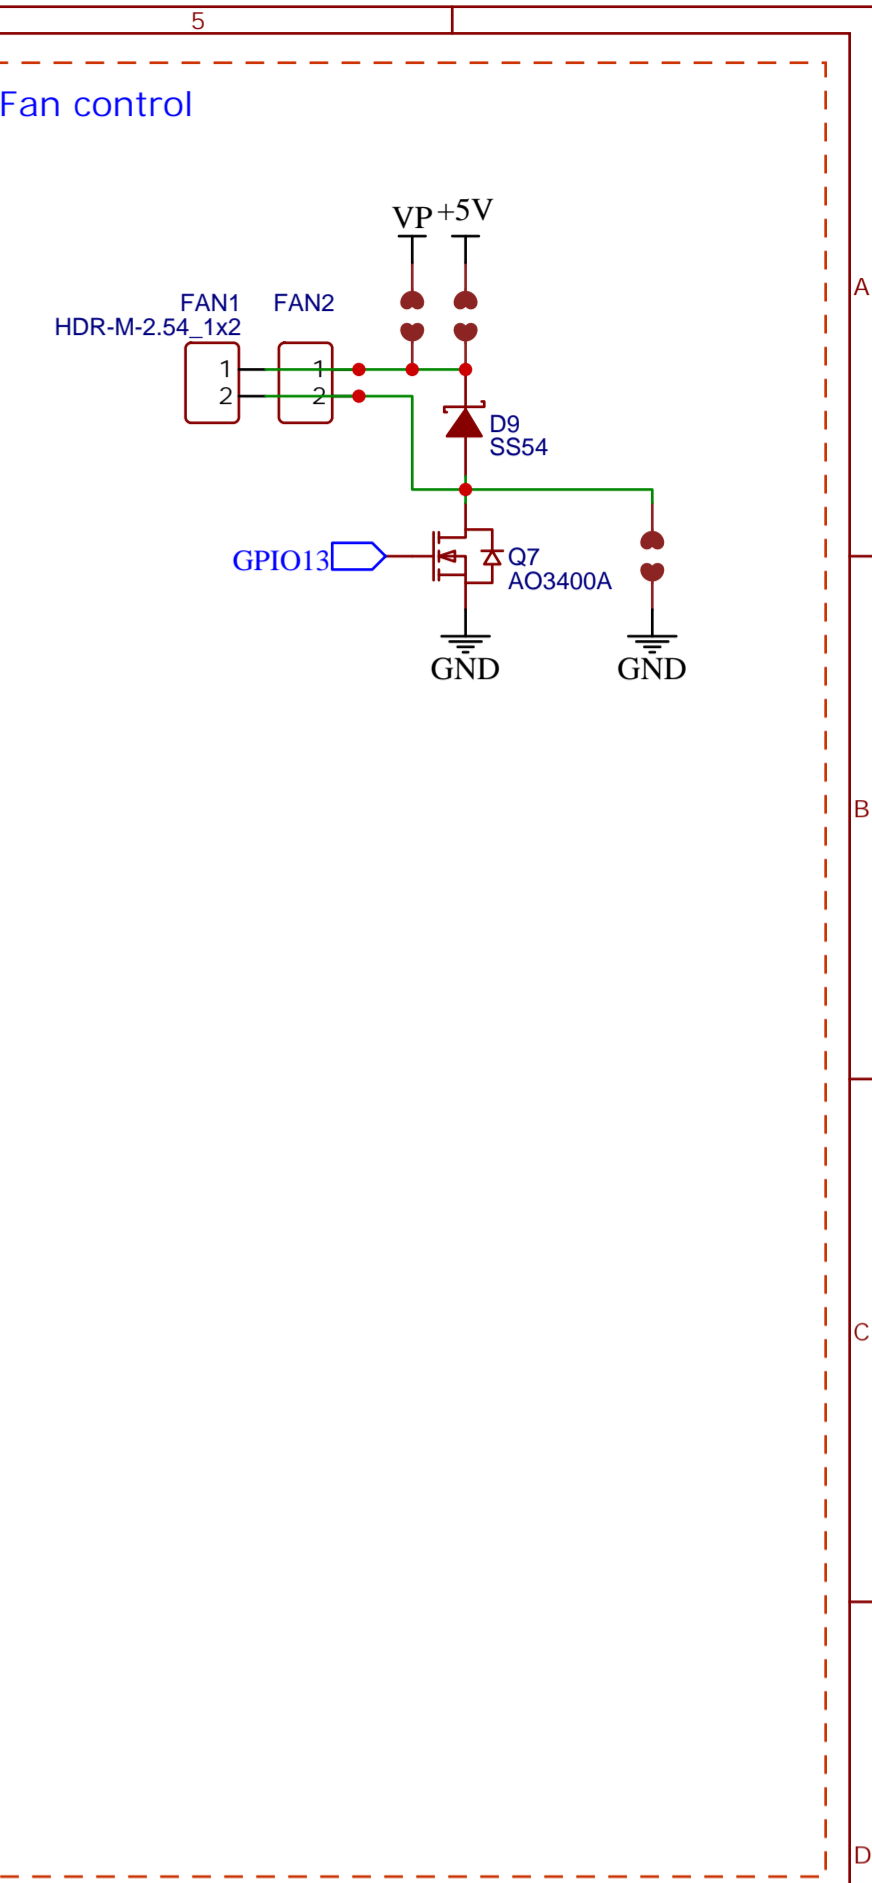 5
Fan control
VP +5V
A
FAN1 FAN2
HDR-M-2.54_1x2
1 1
2 2
D9
SS54
GPIO13
Q7
AO3400A
GND GND
B
C
D